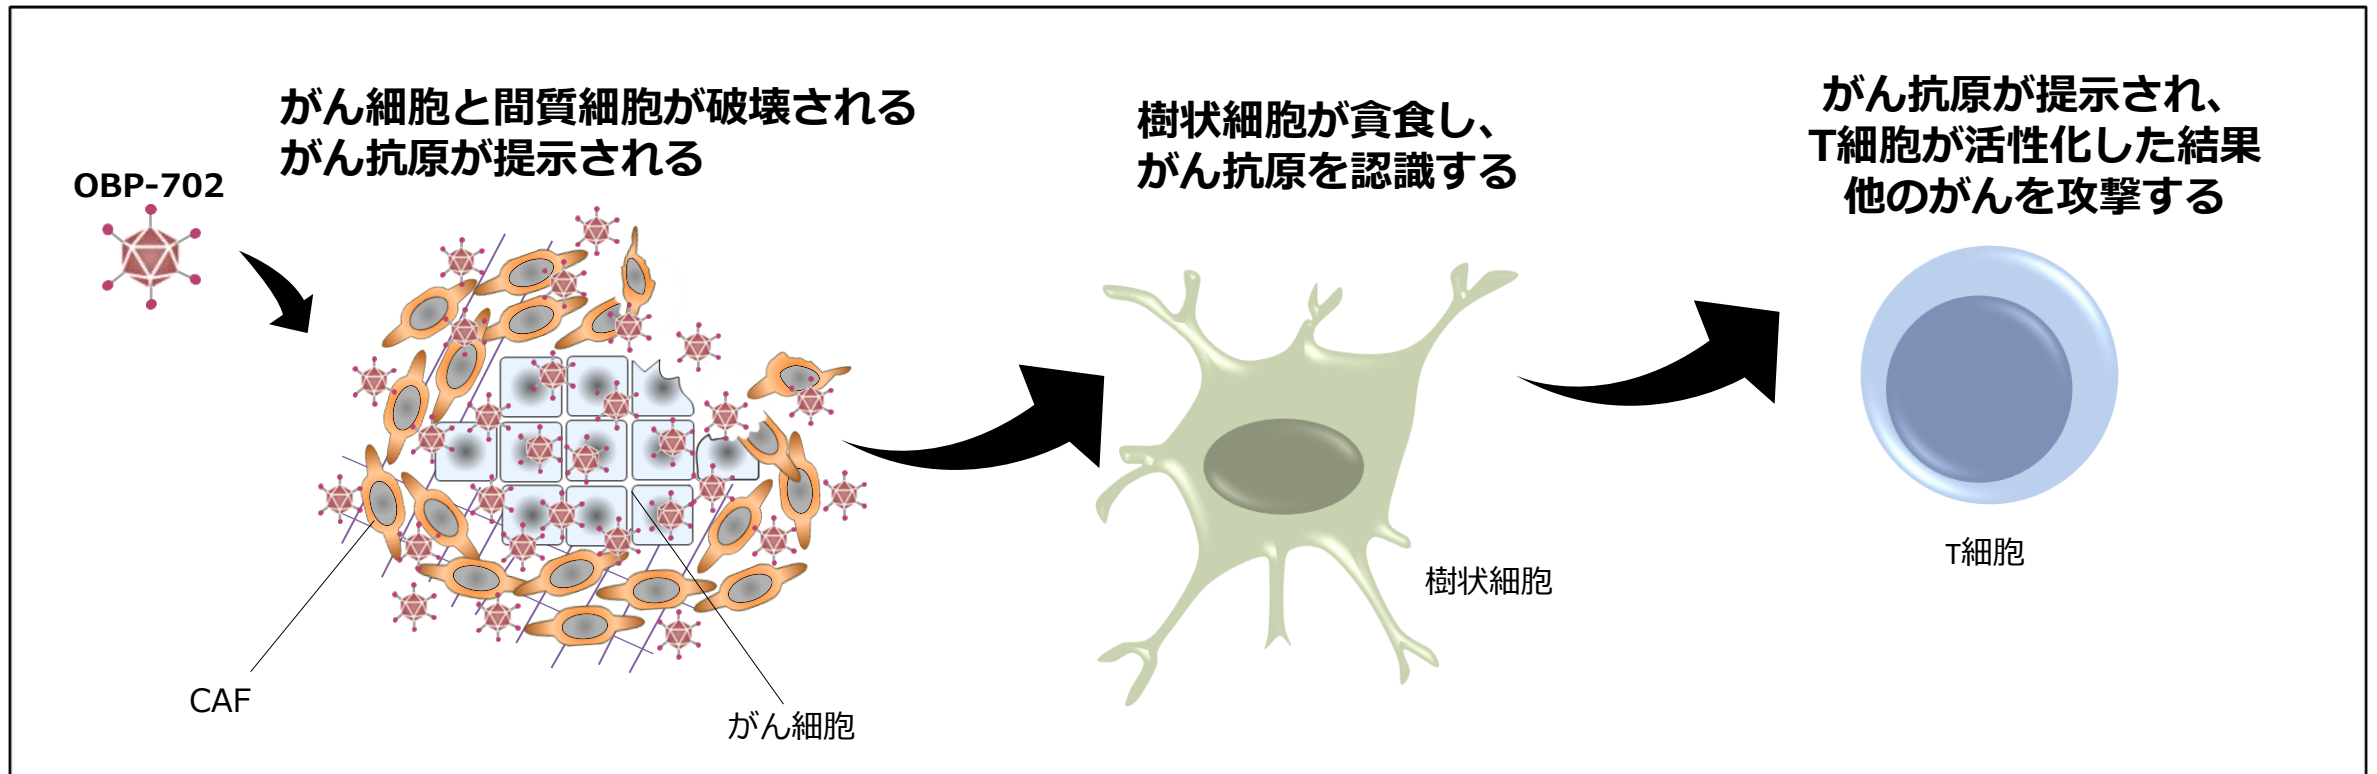 がん細胞と間質細胞が破壊される
がん抗原が提示される
OBP-702
CAF
がん細胞
樹状細胞が貪食し、
がん抗原を認識する
樹状細胞
がん抗原が提示され、
T細胞が活性化した結果
他のがんを攻撃する
T細胞